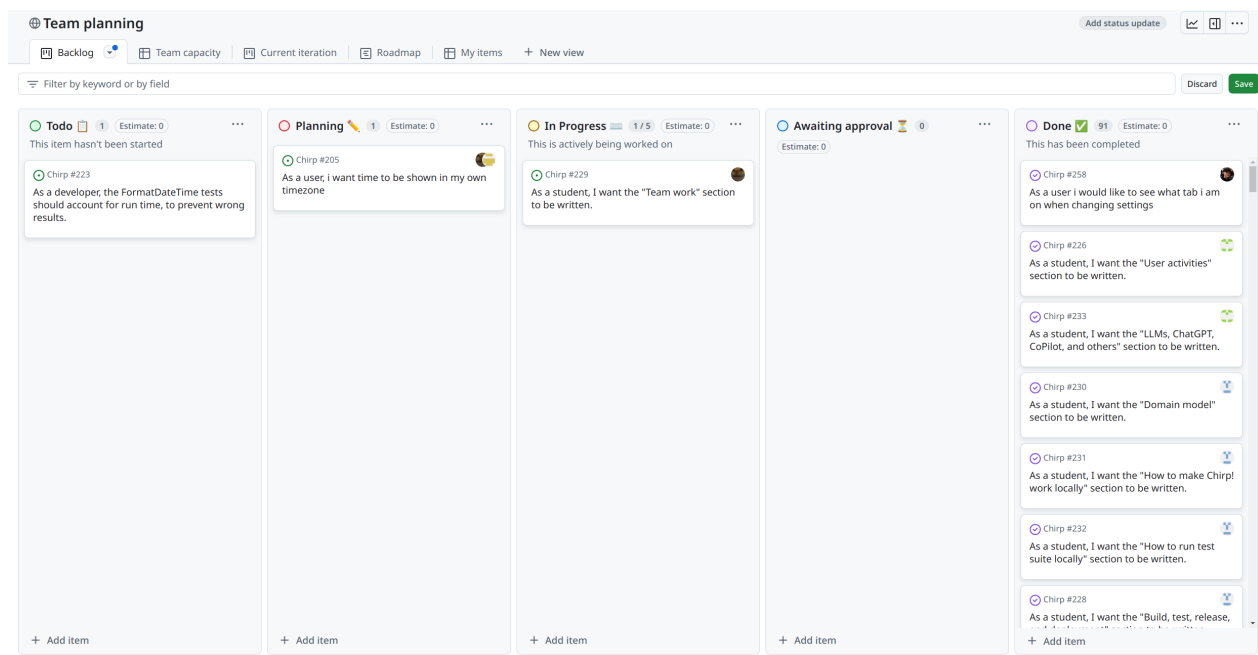 Team planning
Add status update
Backlog
Team capacity
Current iteration
Roadmap
My items
New view
Filter by keyword or by field
Discard
Save
Todo 📋 1 Estimate: 0
This item hasn't been started
Chirp #223
As a developer, the FormatDateTime tests
should account for run time, to prevent wrong
results.
+ Add item
Planning ✏️ 1 Estimate: 0
Chirp #205
As a user, i want time to be shown in my own
timezone
+ Add item
In Progress ⌨️ 1 / 5 Estimate: 0
This is actively being worked on
Chirp #229
As a student, I want the "Team work" section
to be written.
+ Add item
Awaiting approval ⏳ 0
Estimate: 0
+ Add item
Done ✅ 91 Estimate: 0
This has been completed
Chirp #258
As a user i would like to see what tab i am
on when changing settings
Chirp #226
As a student, I want the "User activities"
section to be written.
Chirp #233
As a student, I want the "LLMs, ChatGPT,
CoPilot, and others" section to be written.
Chirp #230
As a student, I want the "Domain model"
section to be written.
Chirp #231
As a student, I want the "How to make Chirp!
work locally" section to be written.
Chirp #232
As a student, I want the "How to run test
suite locally" section to be written.
Chirp #228
As a student, I want the "Build, test, release,
+ Add item